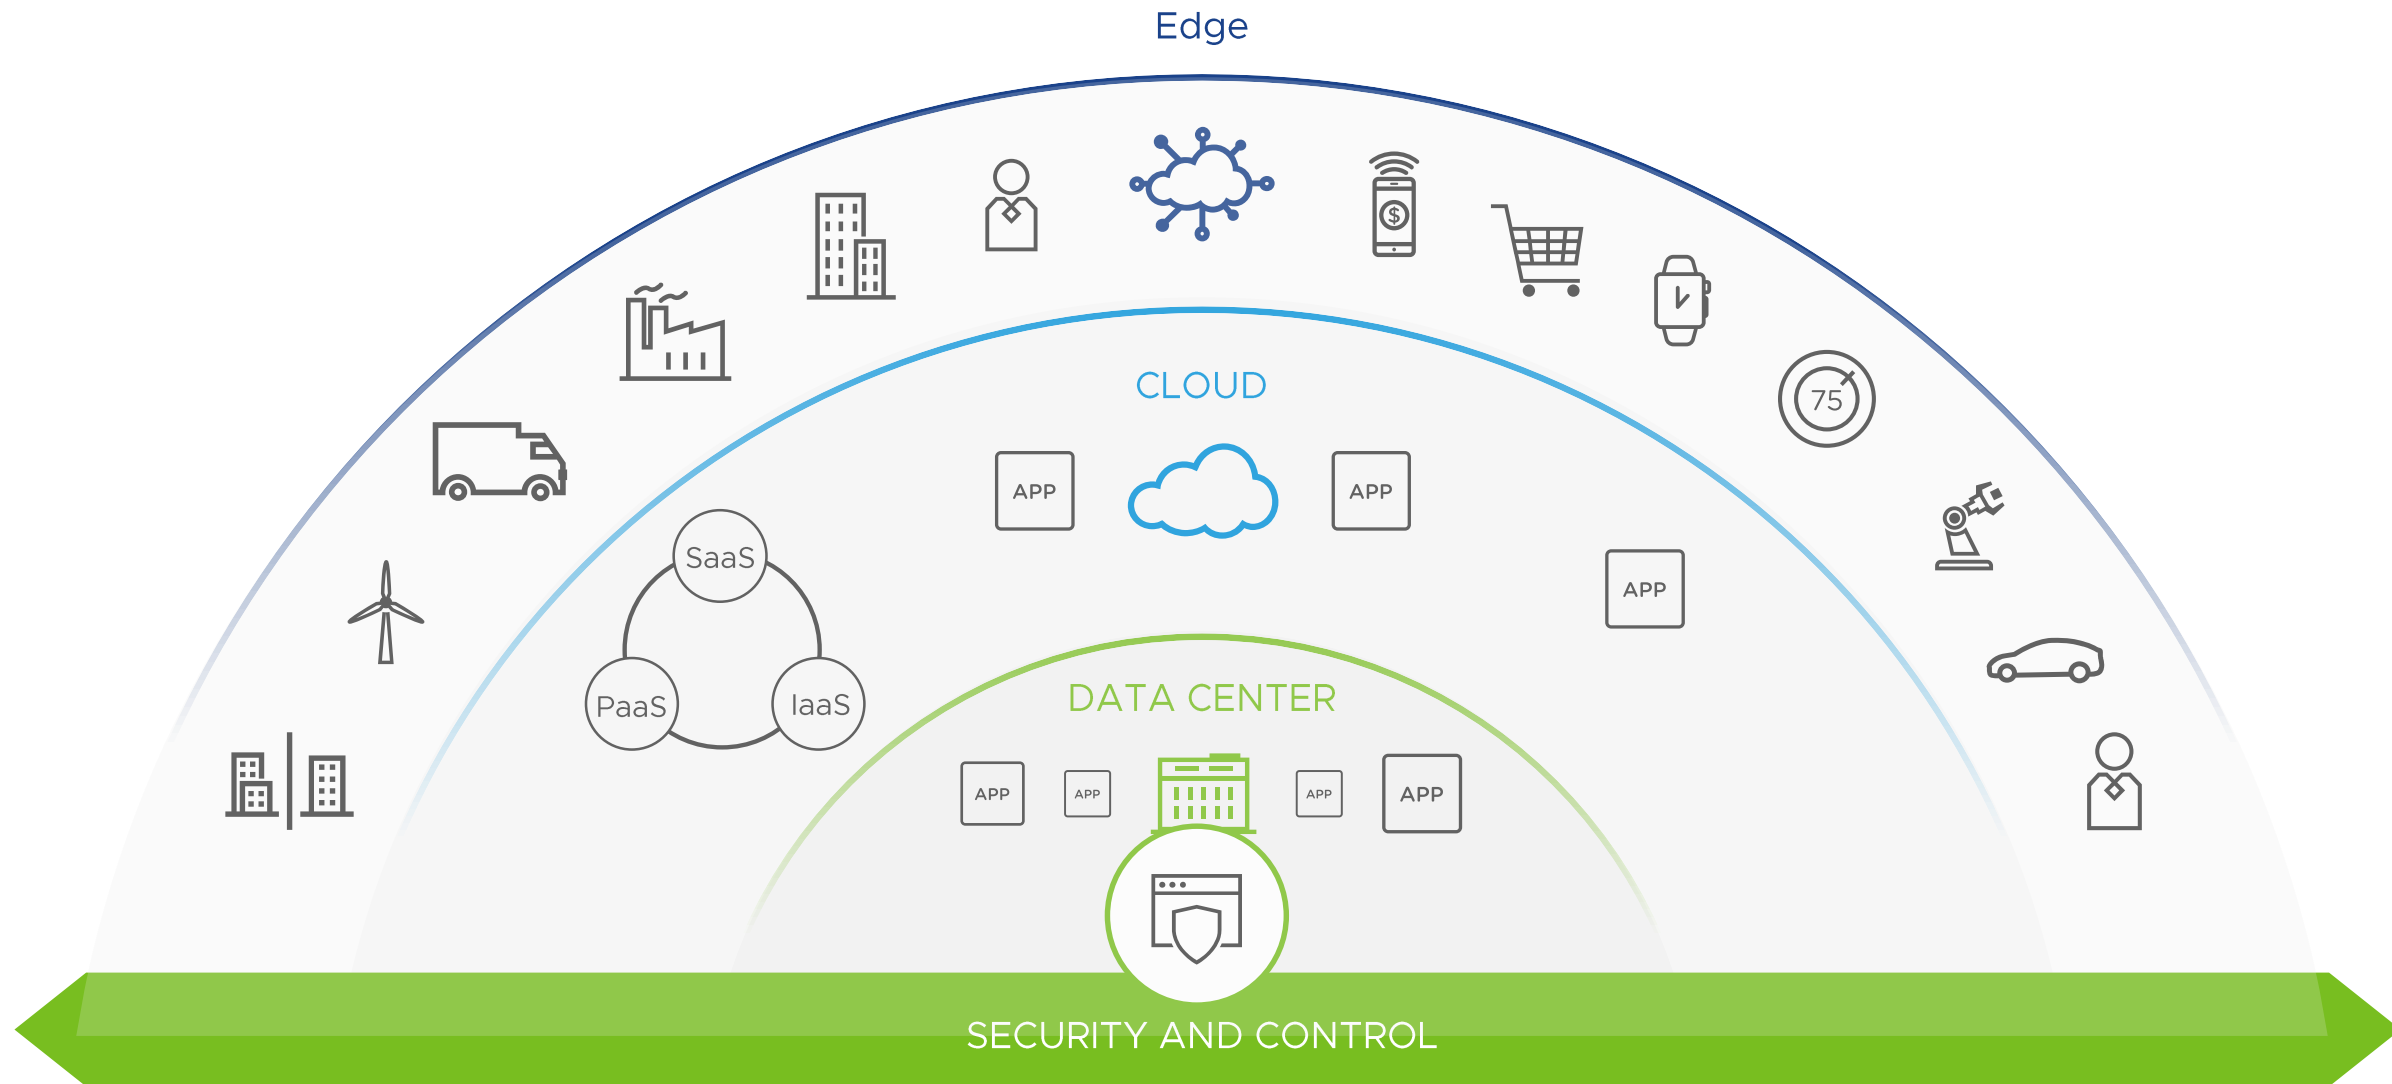 Edge
$
75
CLOUD
APP
APP
SaaS
APP
PaaS
IaaS
DATA CENTER
APP
APP
APP
APP
SECURITY AND CONTROL